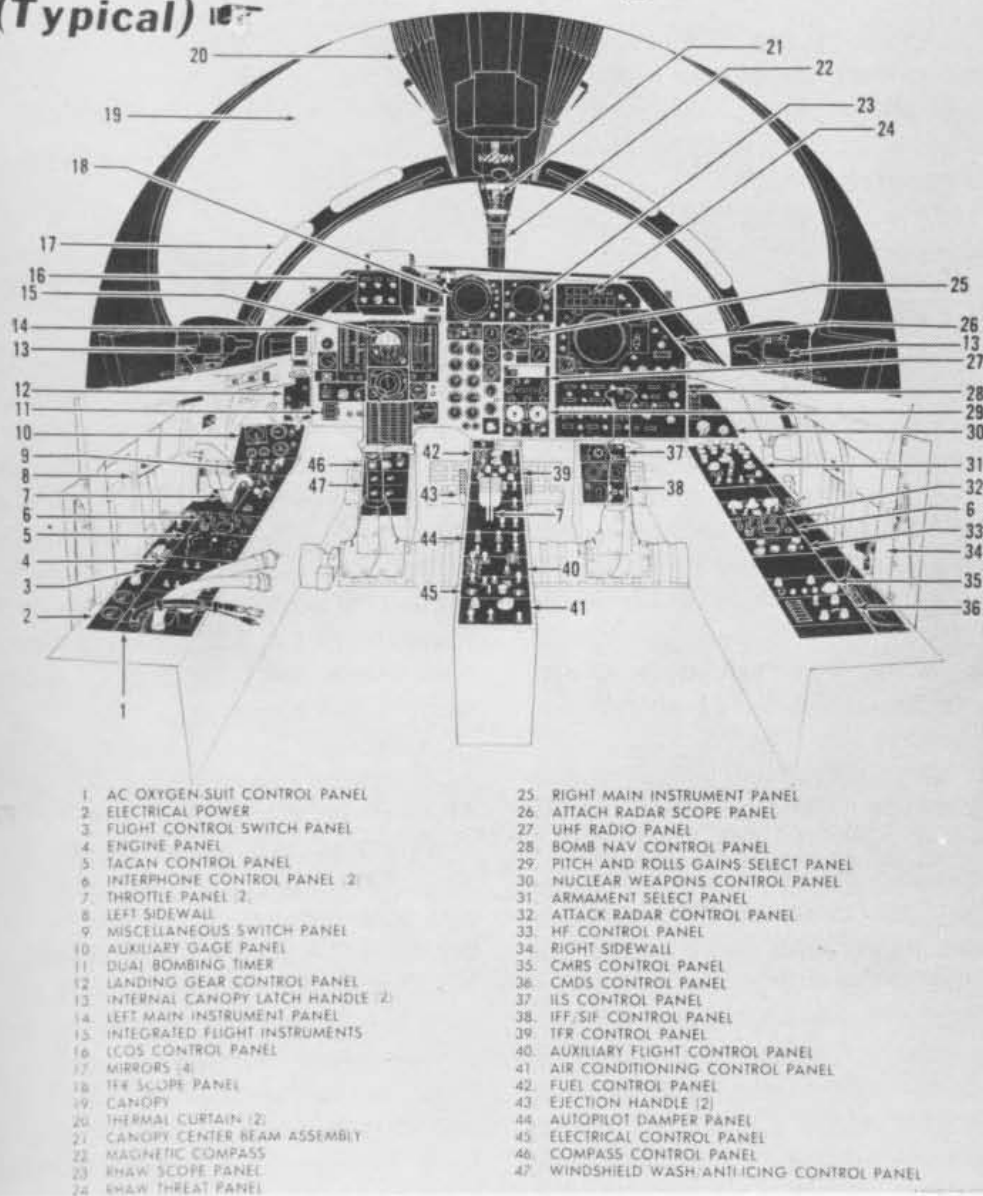 (Typical)
20
21
22
19
23
24
18
17
16
15
25
14
26
13
13
27
12
28
11
29
10
30
9
46
42
37
31
8
39
47
43
38
32
7
7
6
6
33
5
44
34
4
40
3
35
45
2
41
36
1
1. AC OXYGEN-SUIT CONTROL PANEL
2. ELECTRICAL POWER
3. FLIGHT CONTROL SWITCH PANEL
4. ENGINE PANEL
5. TACAN CONTROL PANEL
6. INTERPHONE CONTROL PANEL (2)
7. THROTTLE PANEL (2)
8. LEFT SIDEWALL
9. MISCELLANEOUS SWITCH PANEL
10. AUXILIARY GAGE PANEL
11. DUAL BOMBING TIMER
12. LANDING GEAR CONTROL PANEL
13. INTERNAL CANOPY LATCH HANDLE (2)
14. LEFT MAIN INSTRUMENT PANEL
15. INTEGRATED FLIGHT INSTRUMENTS
16. LCOS CONTROL PANEL
17. MIRRORS (4)
18. TFR SCOPE PANEL
19. CANOPY
20. THERMAL CURTAIN (2)
21. CANOPY CENTER BEAM ASSEMBLY
22. MAGNETIC COMPASS
23. RHAW SCOPE PANEL
24. RHAW THREAT PANEL
25. RIGHT MAIN INSTRUMENT PANEL
26. ATTACH RADAR SCOPE PANEL
27. UHF RADIO PANEL
28. BOMB NAV CONTROL PANEL
29. PITCH AND ROLLS GAINS SELECT PANEL
30. NUCLEAR WEAPONS CONTROL PANEL
31. ARMAMENT SELECT PANEL
32. ATTACK RADAR CONTROL PANEL
33. HF CONTROL PANEL
34. RIGHT SIDEWALL
35. CMRS CONTROL PANEL
36. CMDS CONTROL PANEL
37. ILS CONTROL PANEL
38. IFF/SIF CONTROL PANEL
39. TFR CONTROL PANEL
40. AUXILIARY FLIGHT CONTROL PANEL
41. AIR CONDITIONING CONTROL PANEL
42. FUEL CONTROL PANEL
43. EJECTION HANDLE (2)
44. AUTOPILOT DAMPER PANEL
45. ELECTRICAL CONTROL PANEL
46. COMPASS CONTROL PANEL
47. WINDSHIELD WASH/ANTI-ICING CONTROL PANEL